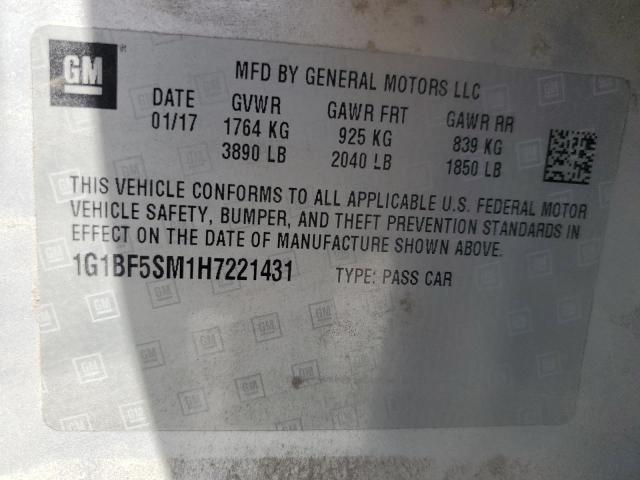 GM
MFD BY GENERAL MOTORS LLC
DATE GVWR GAWR FRT GAWR RR
01/17 1764 KG 925 KG 839 KG
3890 LB 2040 LB 1850 LB
THIS VEHICLE CONFORMS TO ALL APPLICABLE U.S. FEDERAL MOTOR
VEHICLE SAFETY, BUMPER, AND THEFT PREVENTION STANDARDS IN
EFFECT ON THE DATE OF MANUFACTURE SHOWN ABOVE.
1G1BF5SM1H7221431 TYPE: PASS CAR